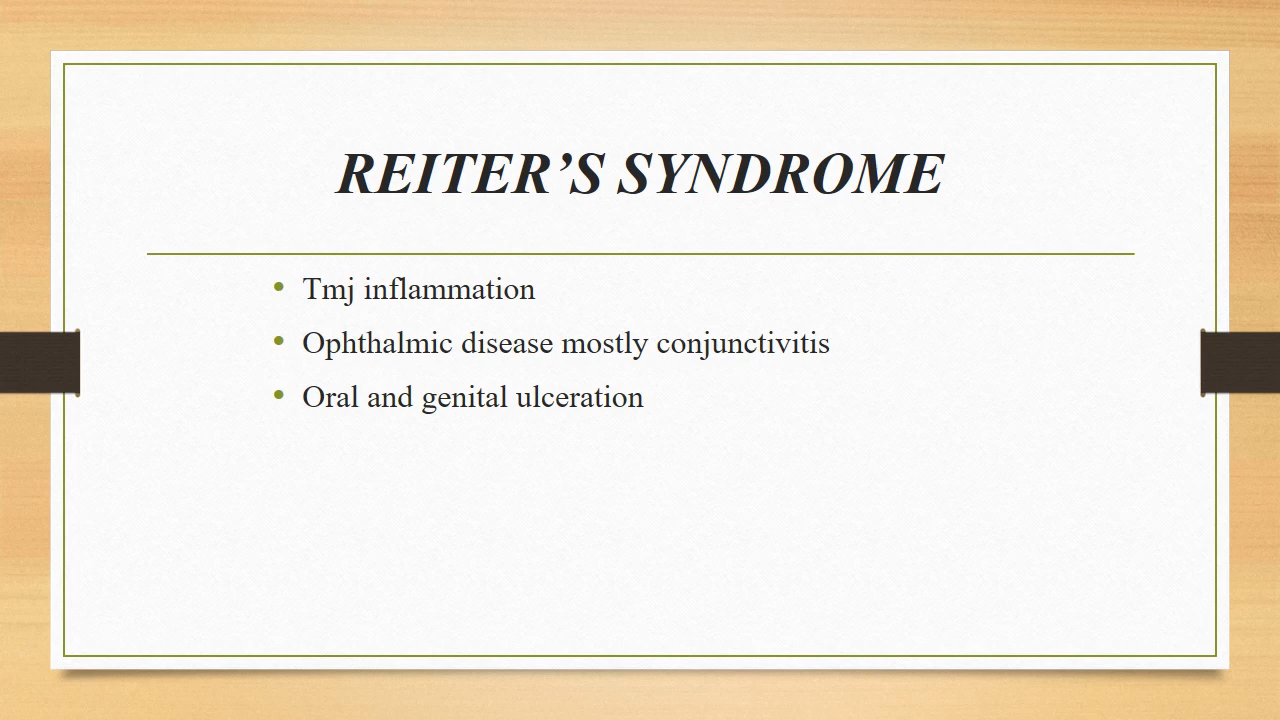 REITER’S SYNDROME
• Tmj inflammation
• Ophthalmic disease mostly conjunctivitis
• Oral and genital ulceration